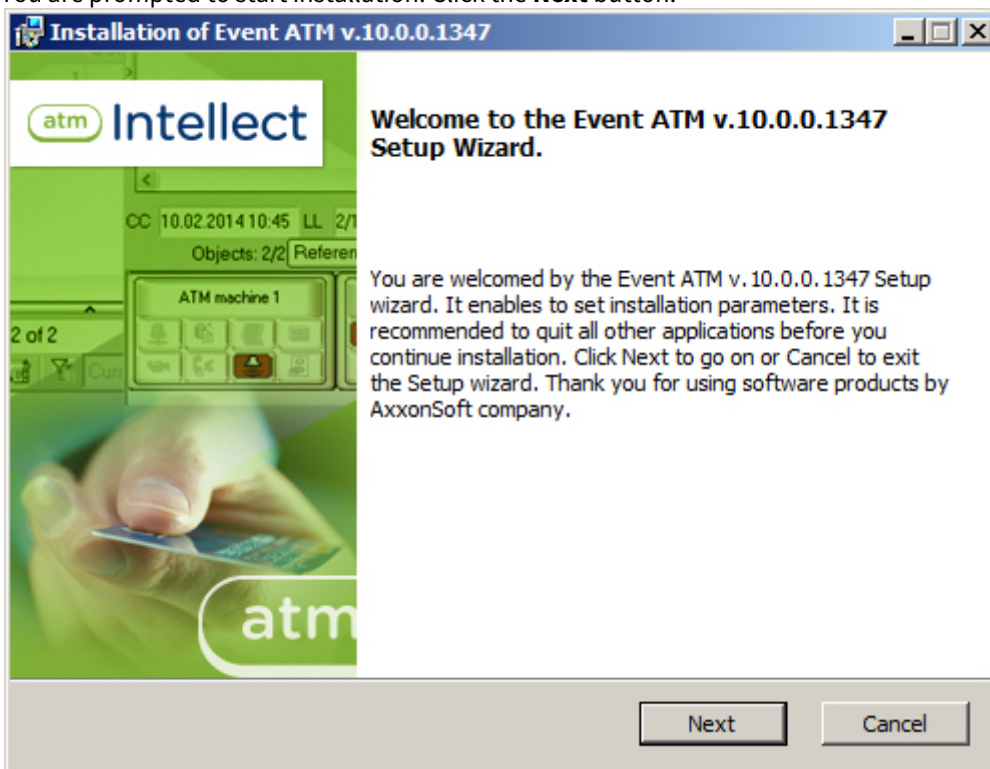 You are prompted to start installation. Click the Next button.
Installation of Event ATM v.10.0.0.1347
atm Intellect
Welcome to the Event ATM v.10.0.0.1347
Setup Wizard.
CC 10.02.2014 10:45 LL
Objects: 2/2
ATM machine 1
2 of 2
You are welcomed by the Event ATM v. 10.0.0.1347 Setup
wizard. It enables to set installation parameters. It is
recommended to quit all other applications before you
continue installation. Click Next to go on or Cancel to exit
the Setup wizard. Thank you for using software products by
AxxonSoft company.
atm
Next
Cancel